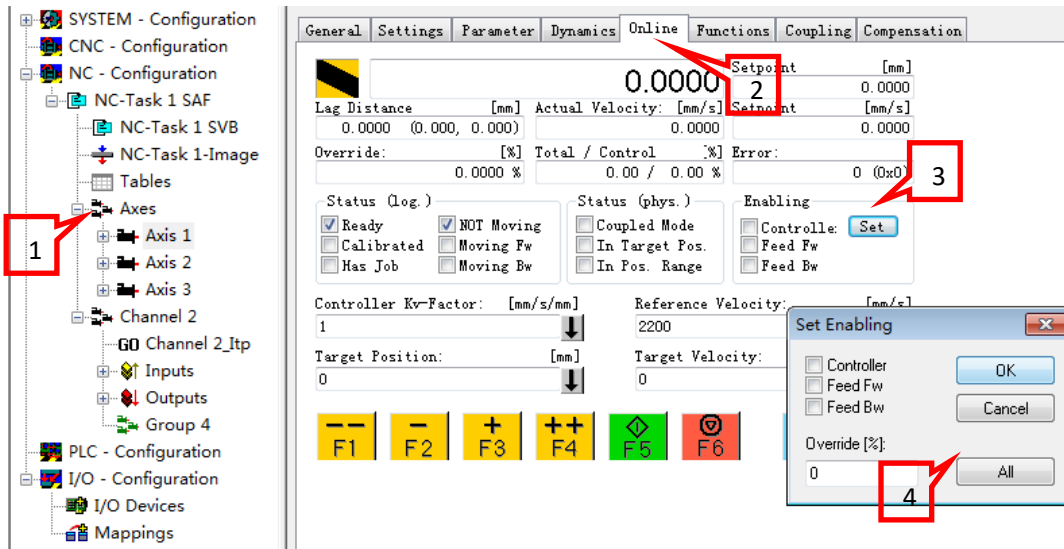 SYSTEM - Configuration
CNC - Configuration
NC - Configuration
NC-Task 1 SAF
NC-Task 1 SVB
NC-Task 1-Image
Tables
Axes
1
Axis 1
Axis 2
Axis 3
Channel 2
GO Channel 2_Itp
Inputs
Outputs
Group 4
PLC - Configuration
I/O - Configuration
I/O Devices
Mappings
General Settings Parameter Dynamics Online Functions Coupling Compensation
2
0.0000
Setpoint [mm]
0.0000
Lag Distance [mm] Actual Velocity: [mm/s] Setpoint [mm/s]
0.0000 (0.000, 0.000) 0.0000 0.0000
Override: [%] Total / Control %] Error:
0.0000 % 0.00 / 0.00 % 0 (0x0)
3
Status (log.) Status (phys.) Enabling
Ready NOT Moving Coupled Mode Controlle: Set
Calibrated Moving Fw In Target Pos. Feed Fw
Has Job Moving Bw In Pos. Range Feed Bw
Controller Kv-Factor: [mm/s/mm] Reference Velocity: [mm/s]
1 2200
Target Position: [mm] Target Velocity:
0 0
-- F1
- F2
+ F3
++ F4
F5
F6
Set Enabling
Controller
Feed Fw
Feed Bw
OK
Cancel
Override [%]:
0
All
4